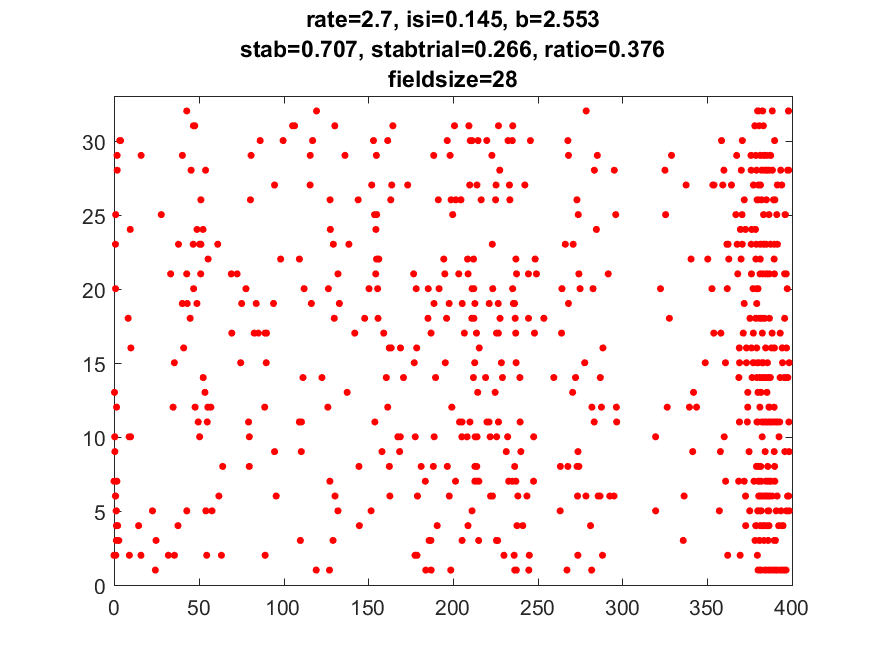 rate=2.7, isi=0.145, b=2.553
stab=0.707, stabtrial=0.266, ratio=0.376
fieldsize=28
30
25
20
15
10
5
0
0 50 100 150 200 250 300 350 400